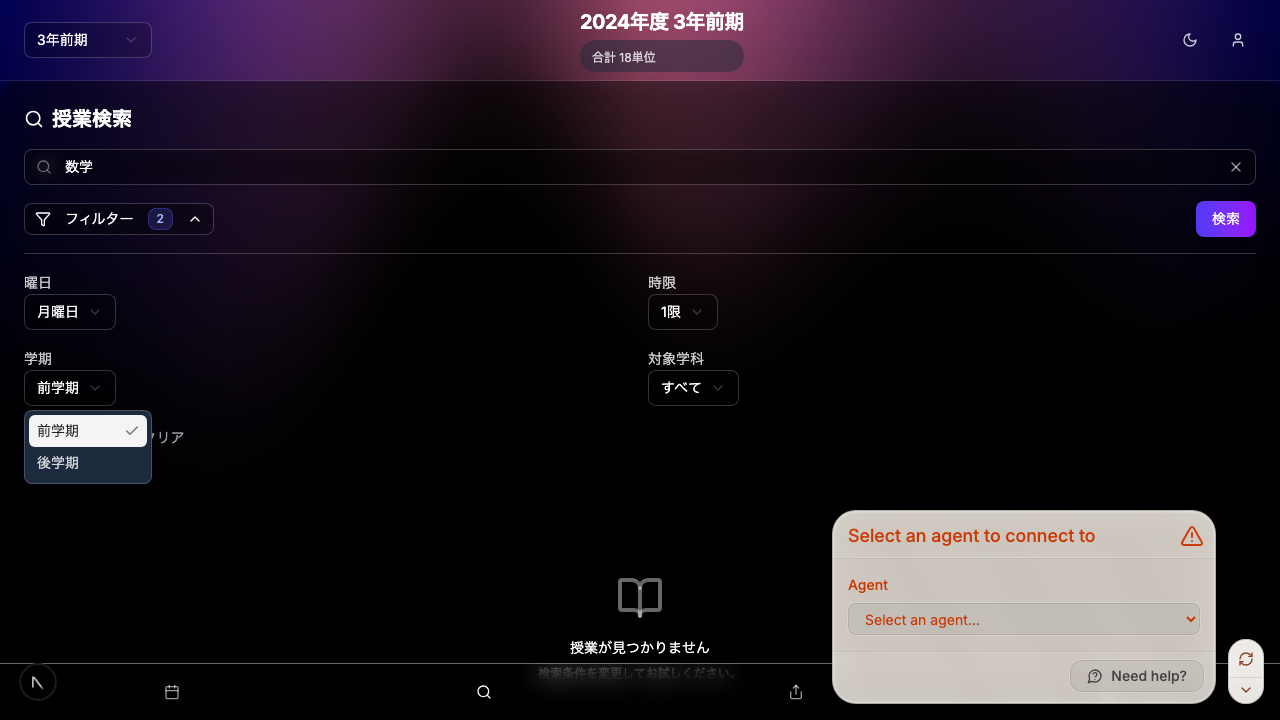 3年前期
2024年度 3年前期
合計 18単位
授業検索
数学
フィルター 2
検索
曜日
月曜日
時限
1限
学期
前学期
対象学科
すべて
前学期
後学期
リア
Select an agent to connect to
Agent
Select an agent...
Need help?
授業が見つかりません
検索条件を変更してお試しください。